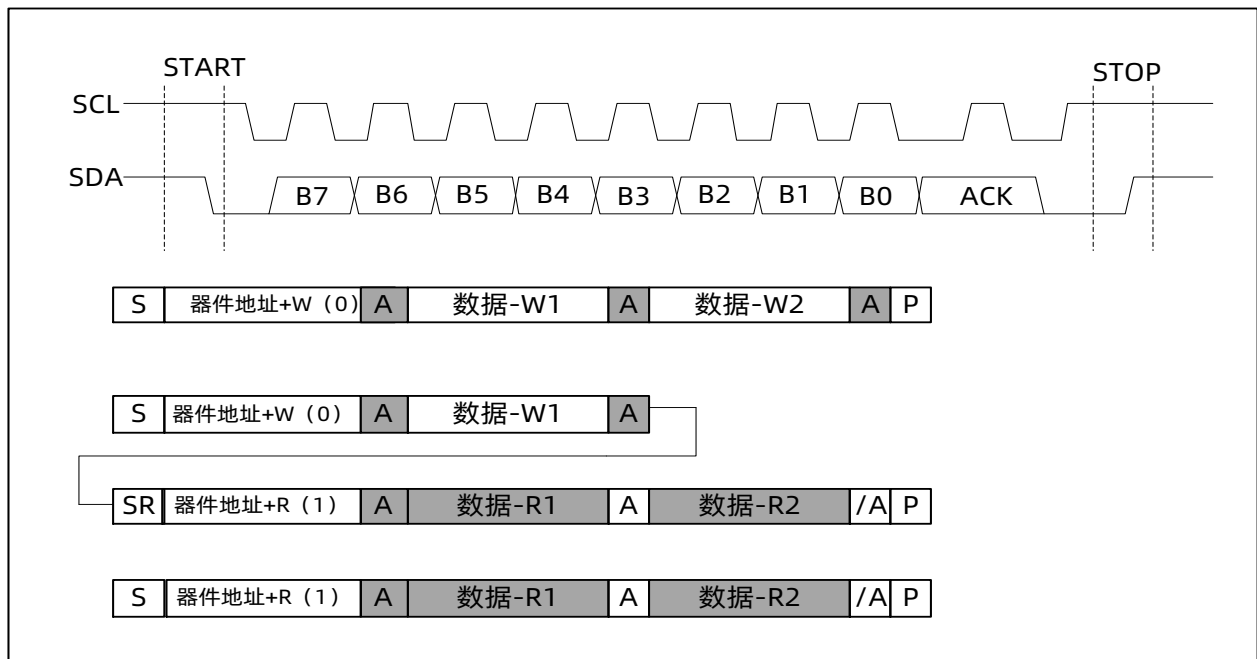 START
STOP
SCL
SDA
B7 B6 B5 B4 B3 B2 B1 B0 ACK
S 器件地址+W（0） A 数据-W1 A 数据-W2 A P
S 器件地址+W（0） A 数据-W1 A
SR 器件地址+R（1） A 数据-R1 A 数据-R2 /A P
S 器件地址+R（1） A 数据-R1 A 数据-R2 /A P